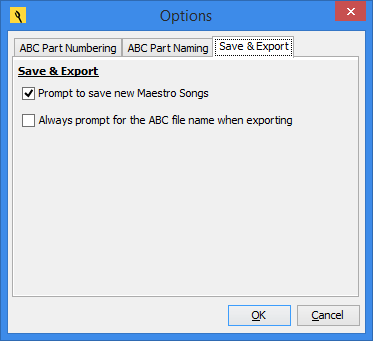 Options
ABC Part Numbering
ABC Part Naming
Save & Export
Save & Export
Prompt to save new Maestro Songs
Always prompt for the ABC file name when exporting
OK
Cancel